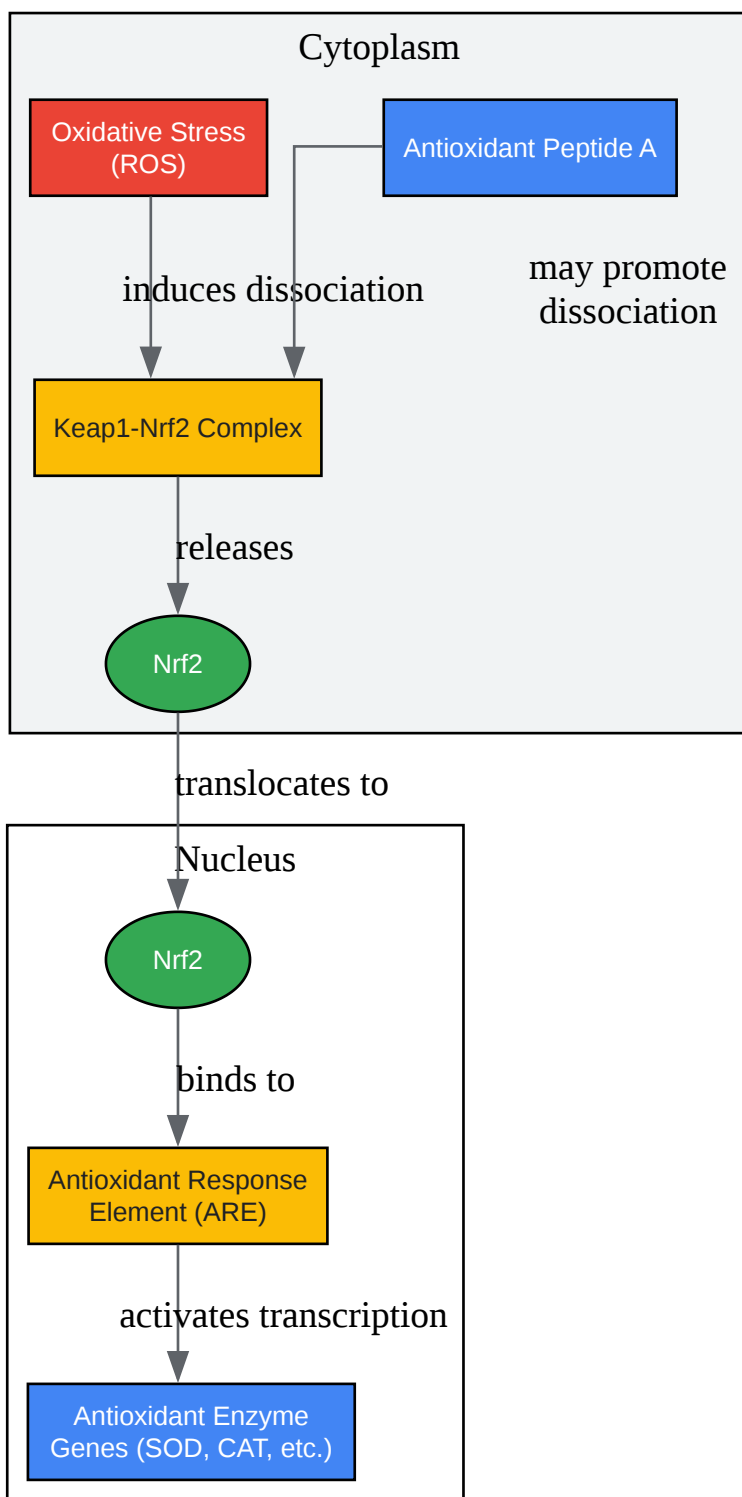 Cytoplasm
Oxidative Stress
(ROS)
Antioxidant Peptide A
induces dissociation
may promote
dissociation
Keap1-Nrf2 Complex
releases
Nrf2
translocates to
Nucleus
Nrf2
binds to
Antioxidant Response
Element (ARE)
activates transcription
Antioxidant Enzyme
Genes (SOD, CAT, etc.)